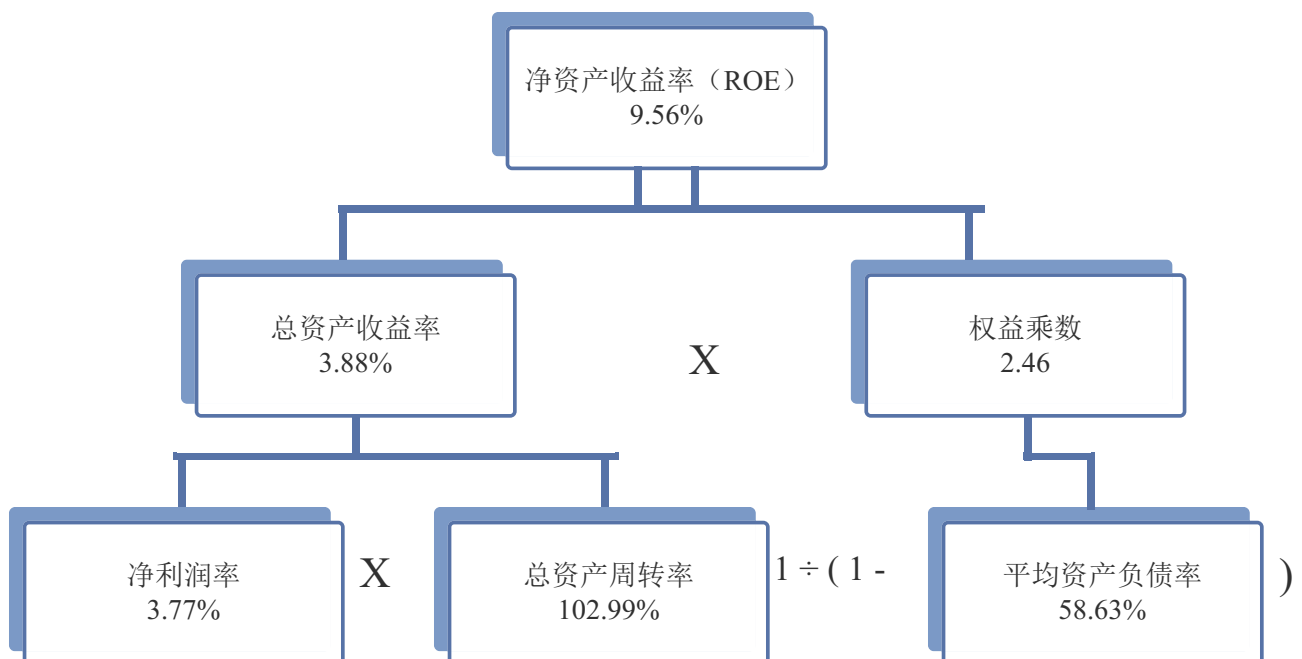 净资产收益率（ROE）
9.56%
总资产收益率
3.88%
X
权益乘数
2.46
净利润率
3.77%
X
总资产周转率
102.99%
1 ÷ ( 1 -
平均资产负债率
58.63%
)